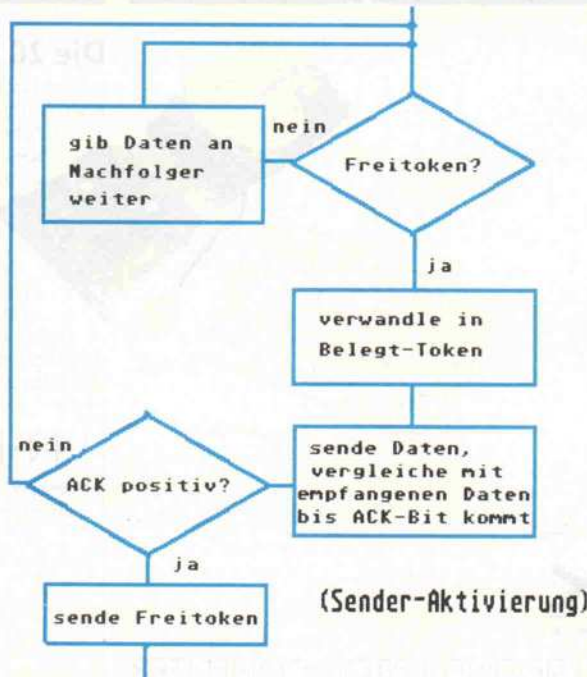 nein
gib Daten an
Nachfolger
weiter
Freitoken?
ja
verwandle in
Belegt-Token
nein
ACK positiv?
sende Daten,
vergleiche mit
empfangenen Daten
bis ACK-Bit kommt
ja
sende Freitoken
(Sender-Aktivierung)